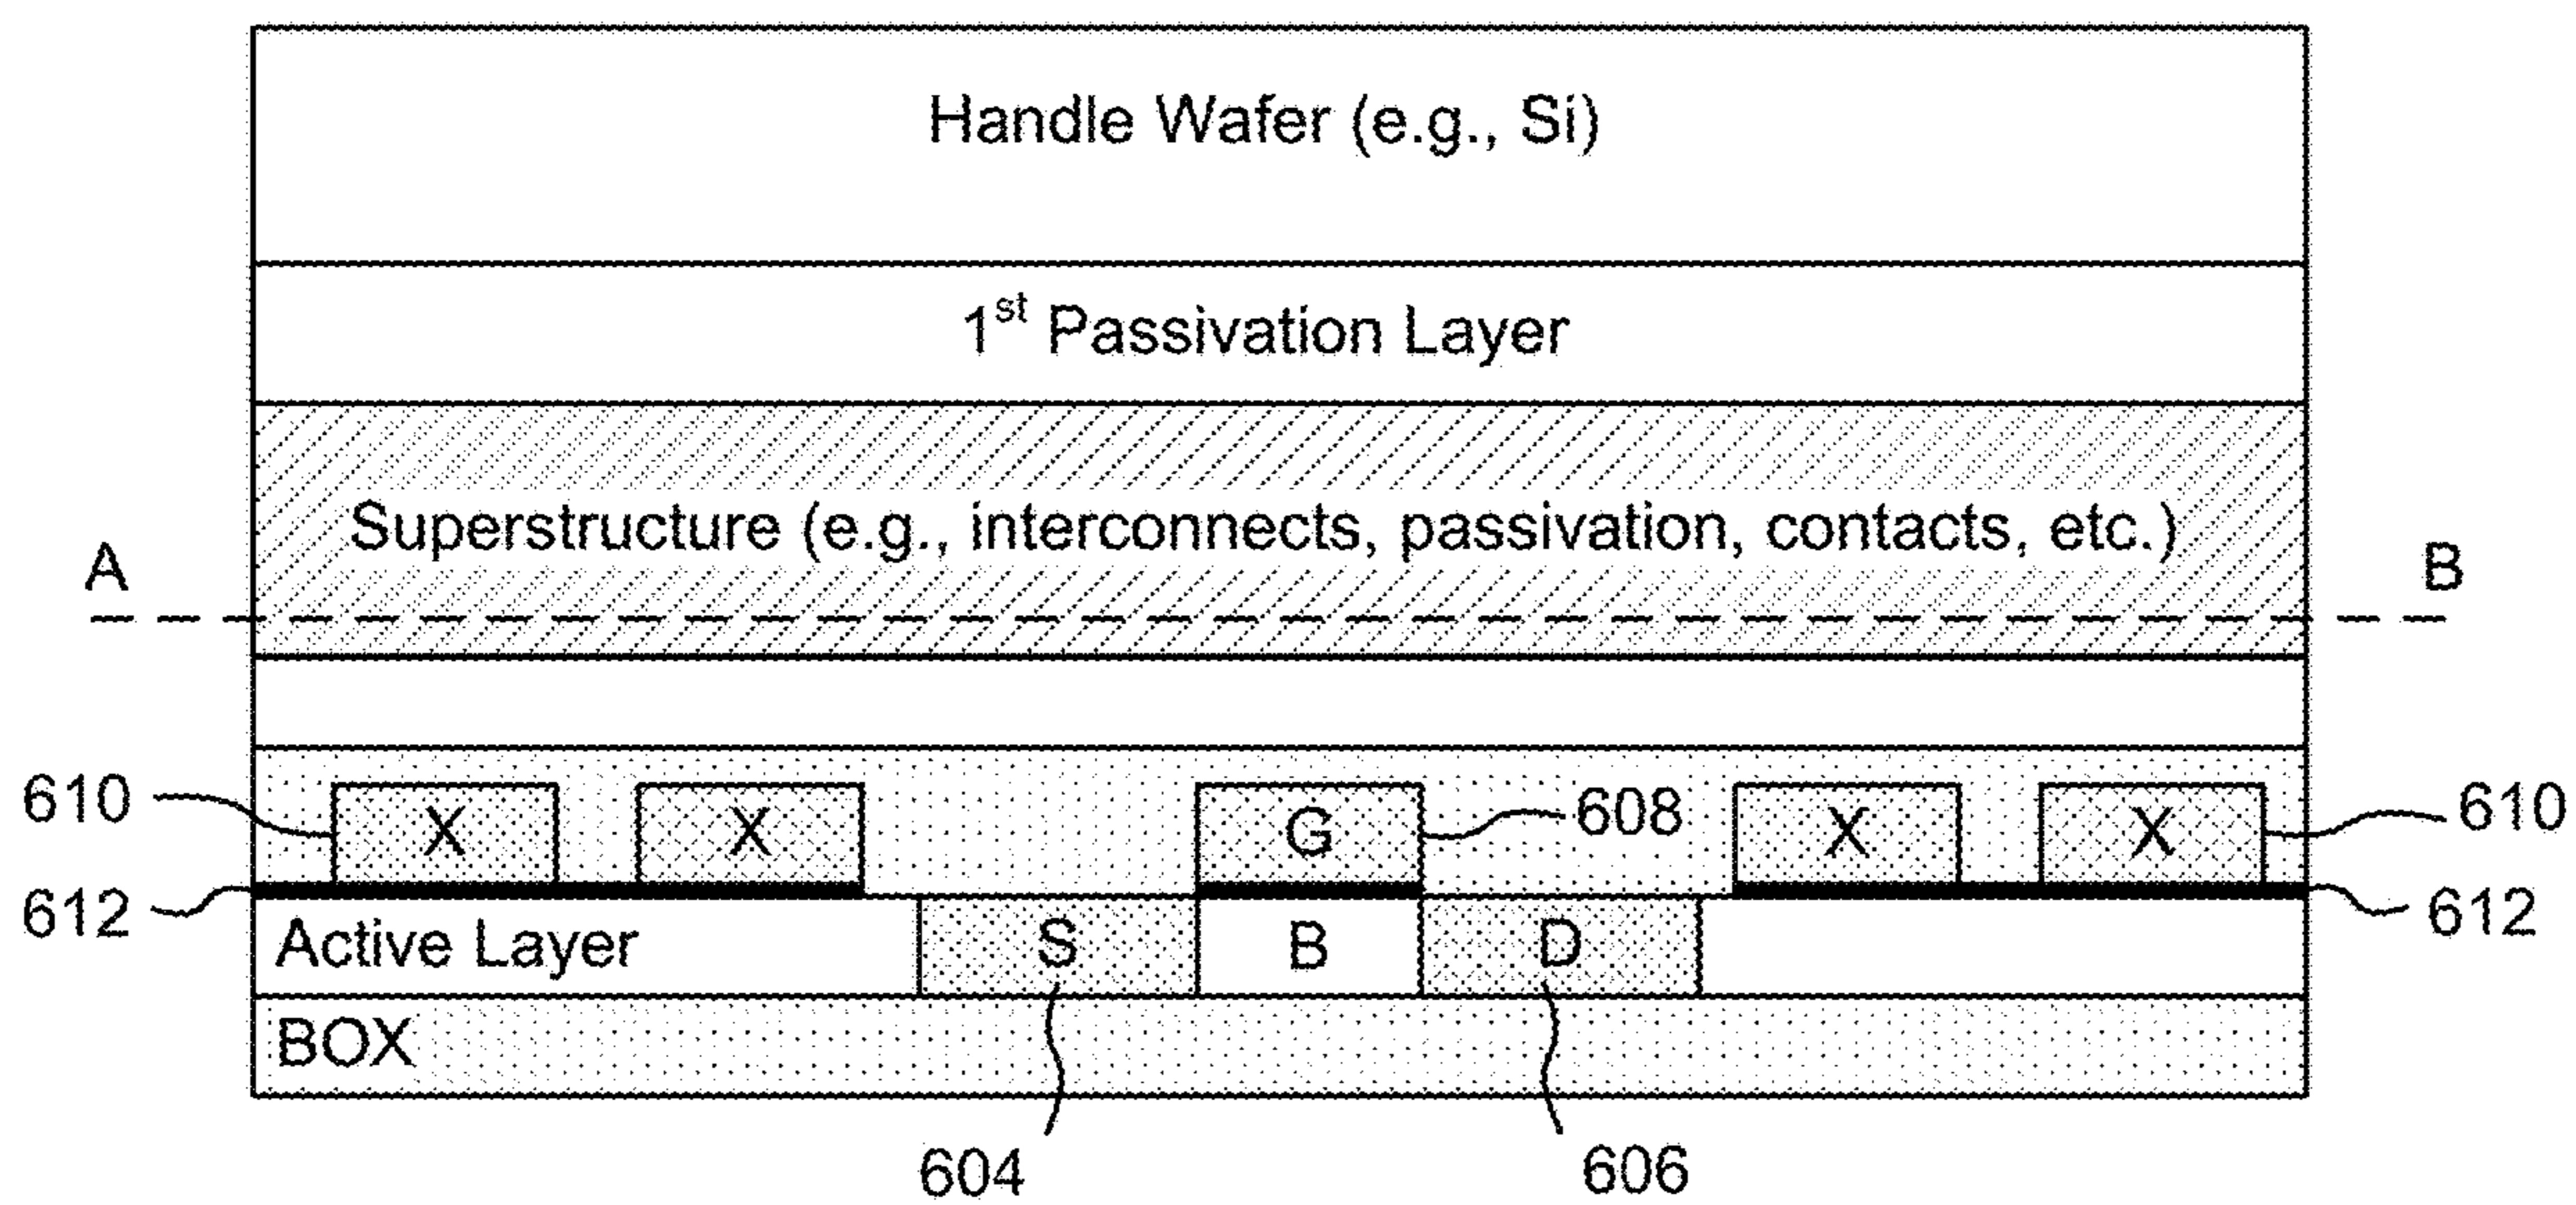 Handle Wafer (e.g., Si)
1st Passivation Layer
Superstructure (e.g., interconnects, passivation, contacts, etc.)
A B
610 X X G 608 X X 610
612 Active Layer S B D 612
BOX
604 606